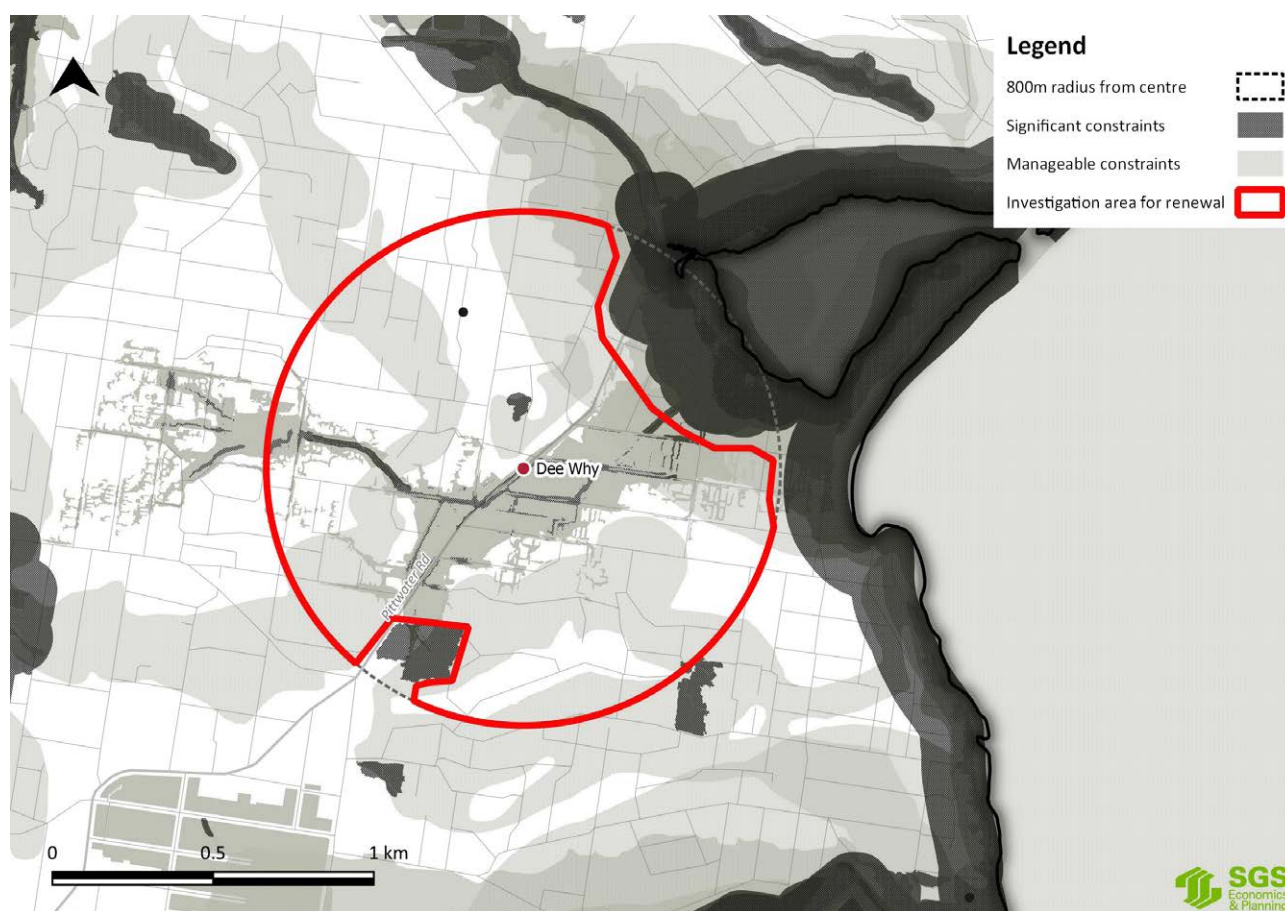 Legend
800m radius from centre
Significant constraints
Manageable constraints
Investigation area for renewal
Dee Why
Pittwater Rd
0 0.5 1 km
SGS
Economics
& Planning